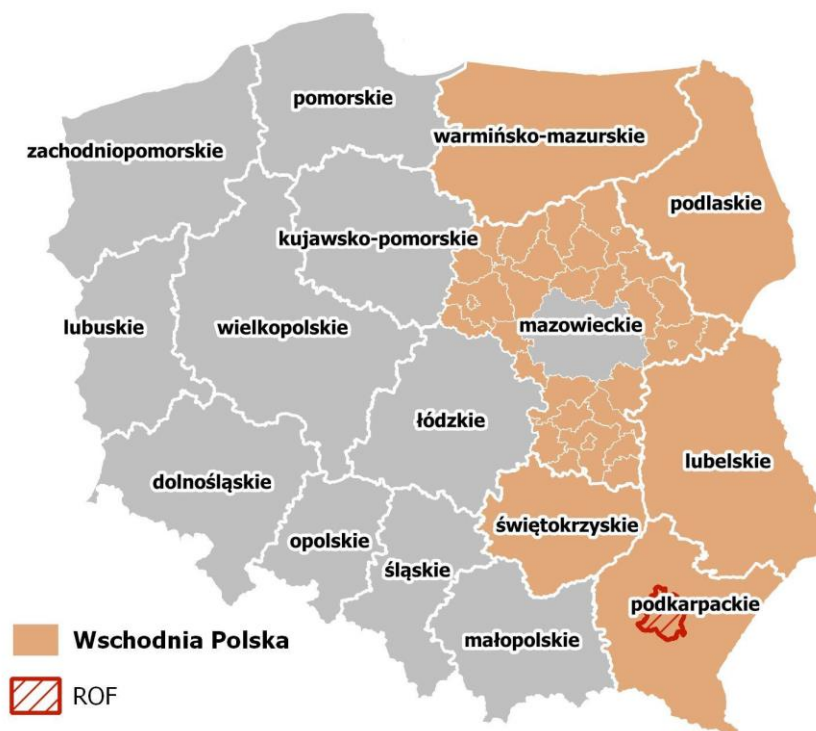 pomorskie
warmińsko-mazurskie
zachodniopomorskie
podlaskie
kujawsko-pomorskie
lubuskie
wielkopolskie
mazowieckie
łódzkie
lubelskie
dolnośląskie
świętokrzyskie
opolskie
śląskie
podkarpackie
małopolskie
Wschodnia Polska
ROF